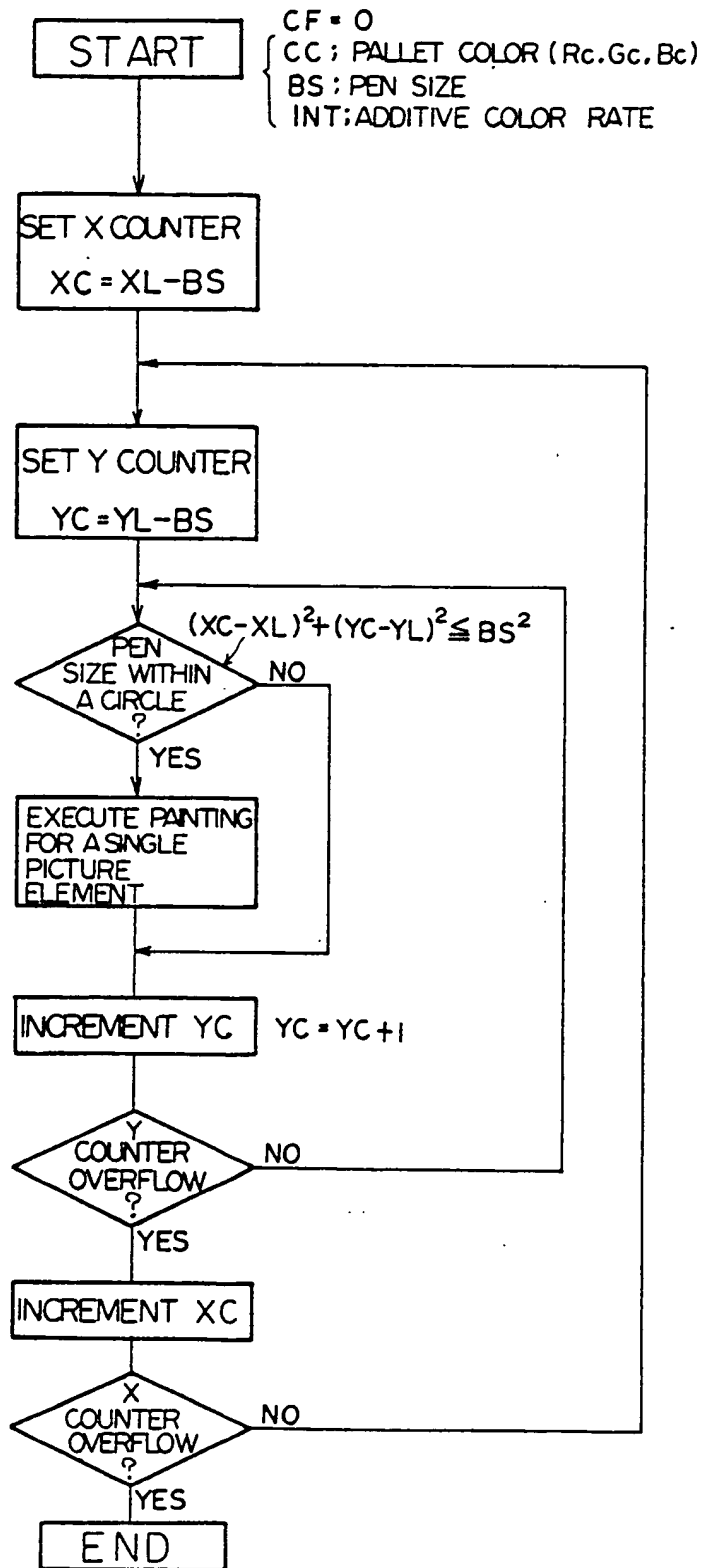 START
CF = 0
CC; PALLET COLOR (Rc.Gc.Bc)
BS: PEN SIZE
INT;ADDITIVE COLOR RATE
SET X COUNTER
XC = XL-BS
SET Y COUNTER
YC = YL-BS
(XC-XL)²+(YC-YL)²≦BS²
PEN
SIZE WITHIN
A CIRCLE
?
NO
YES
EXECUTE PAINTING
FOR A SINGLE
PICTURE
ELEMENT
INCREMENT YC
YC = YC+1
Y
COUNTER
OVERFLOW
?
NO
YES
INCREMENT XC
X
COUNTER
OVERFLOW
?
NO
YES
END